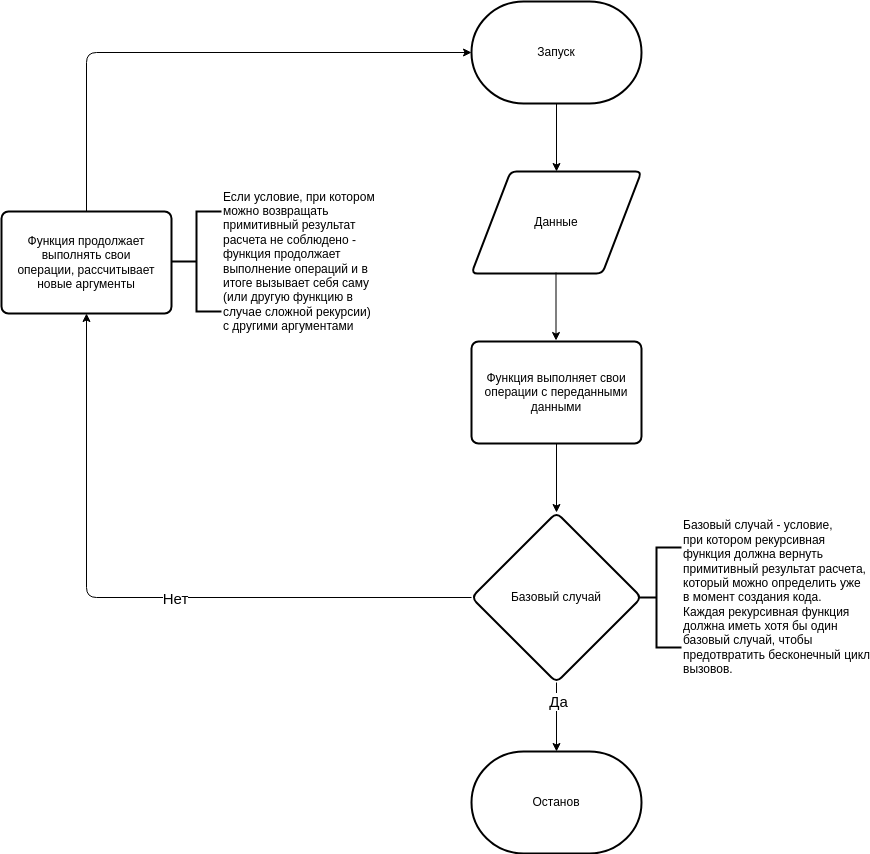 Запуск
Данные
Если условие, при котором
можно возвращать
примитивный результат
расчета не соблюдено -
функция продолжает
выполнение операций и в
итоге вызывает себя саму
(или другую функцию в
случае сложной рекурсии)
с другими аргументами
Функция продолжает
выполнять свои
операции, рассчитывает
новые аргументы
Функция выполняет свои
операции с переданными
данными
Базовый случай
Базовый случай - условие,
при котором рекурсивная
функция должна вернуть
примитивный результат расчета,
который можно определить уже
в момент создания кода.
Каждая рекурсивная функция
должна иметь хотя бы один
базовый случай, чтобы
предотвратить бесконечный цикл
вызовов.
Нет
Да
Останов